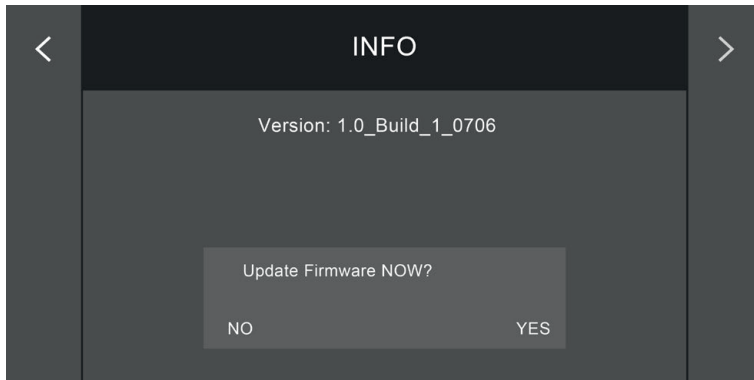 INFO
Version: 1.0_Build_1_0706
Update Firmware NOW?
NO YES